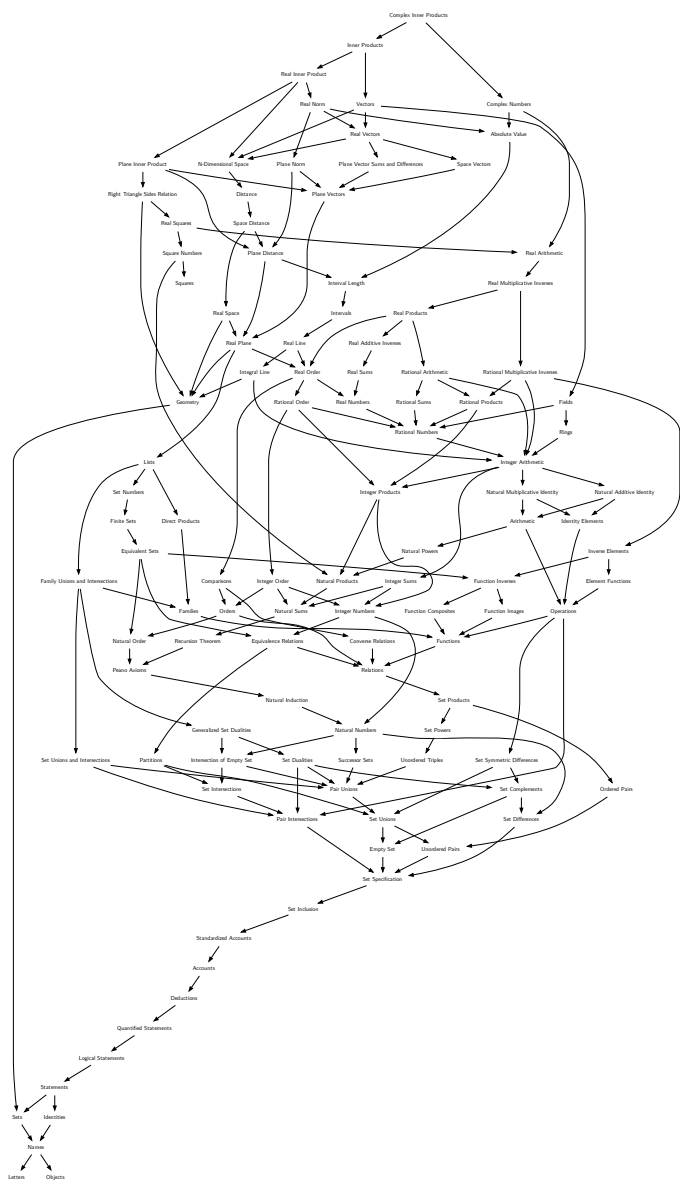 Complex Inner Products
Inner Products
Real Inner Product
Real Norm Vectors Complex Numbers
Real Vectors Absolute Value
Plane Inner Product N-Dimensional Space Plane Norm Plane Vector Sums and Differences Space Vectors
Right Triangle Sides Relation Distance Plane Vectors
Real Squares Space Distance
Square Numbers Plane Distance Real Arithmetic
Squares Interval Length Real Multiplicative Inverses
Real Space Intervals Real Products
Real Plane Real Line Real Additive Inverses
Integral Line Real Order Real Sums Rational Arithmetic Rational Multiplicative Inverses
Geometry Rational Order Real Numbers Rational Sums Rational Products Fields
Rational Numbers Rings
Lists Integer Arithmetic
Set Numbers Integer Products Natural Multiplicative Identity Natural Additive Identity
Finite Sets Direct Products Arithmetic Identity Elements
Equivalent Sets Natural Powers Inverse Elements
Family Unions and Intersections Comparisons Integer Order Natural Products Integer Sums Function Inverses Element Functions
Families Orders Natural Sums Integer Numbers Function Composites Function Images Operations
Natural Order Recursion Theorem Equivalence Relations Converse Relations Functions
Peano Axioms Relations
Natural Induction Set Products
Generalized Set Dualities Natural Numbers Set Powers
Set Unions and Intersections Partitions Intersection of Empty Set Set Dualities Successor Sets Unordered Triples Set Symmetric Differences
Set Intersections Pair Unions Set Complements Ordered Pairs
Pair Intersections Set Unions Set Differences
Empty Set Unordered Pairs
Set Specification
Set Inclusion
Standardized Accounts
Accounts
Deductions
Quantified Statements
Logical Statements
Statements
Sets Identities
Names
Letters Objects